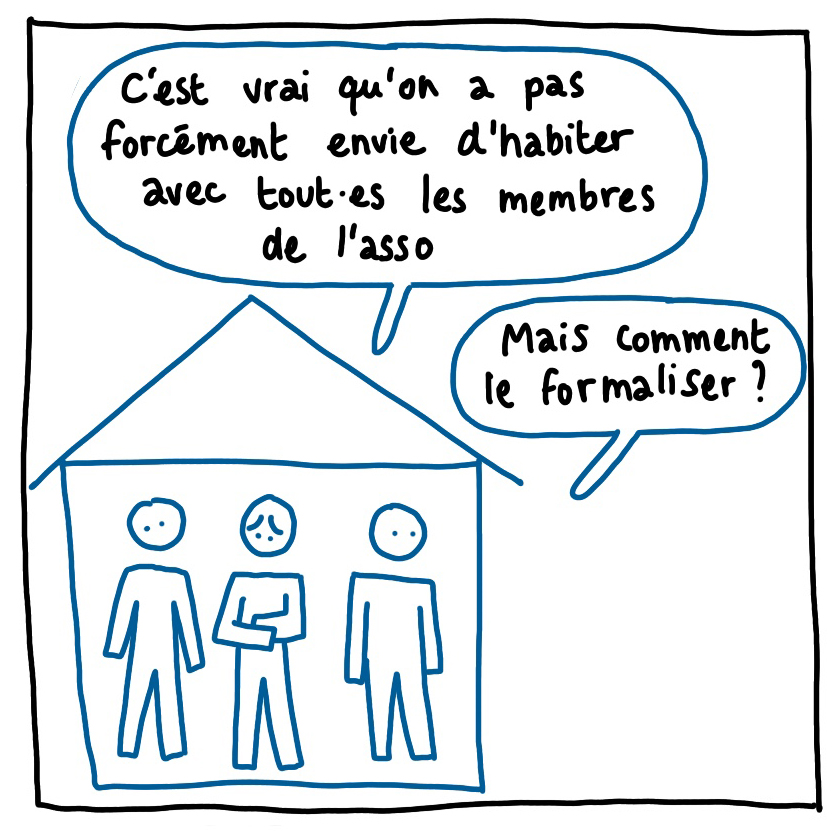 C'est vrai qu'on a pas
forcément envie d'habiter
avec tout·es les membres
de l'asso
Mais comment
le formaliser ?